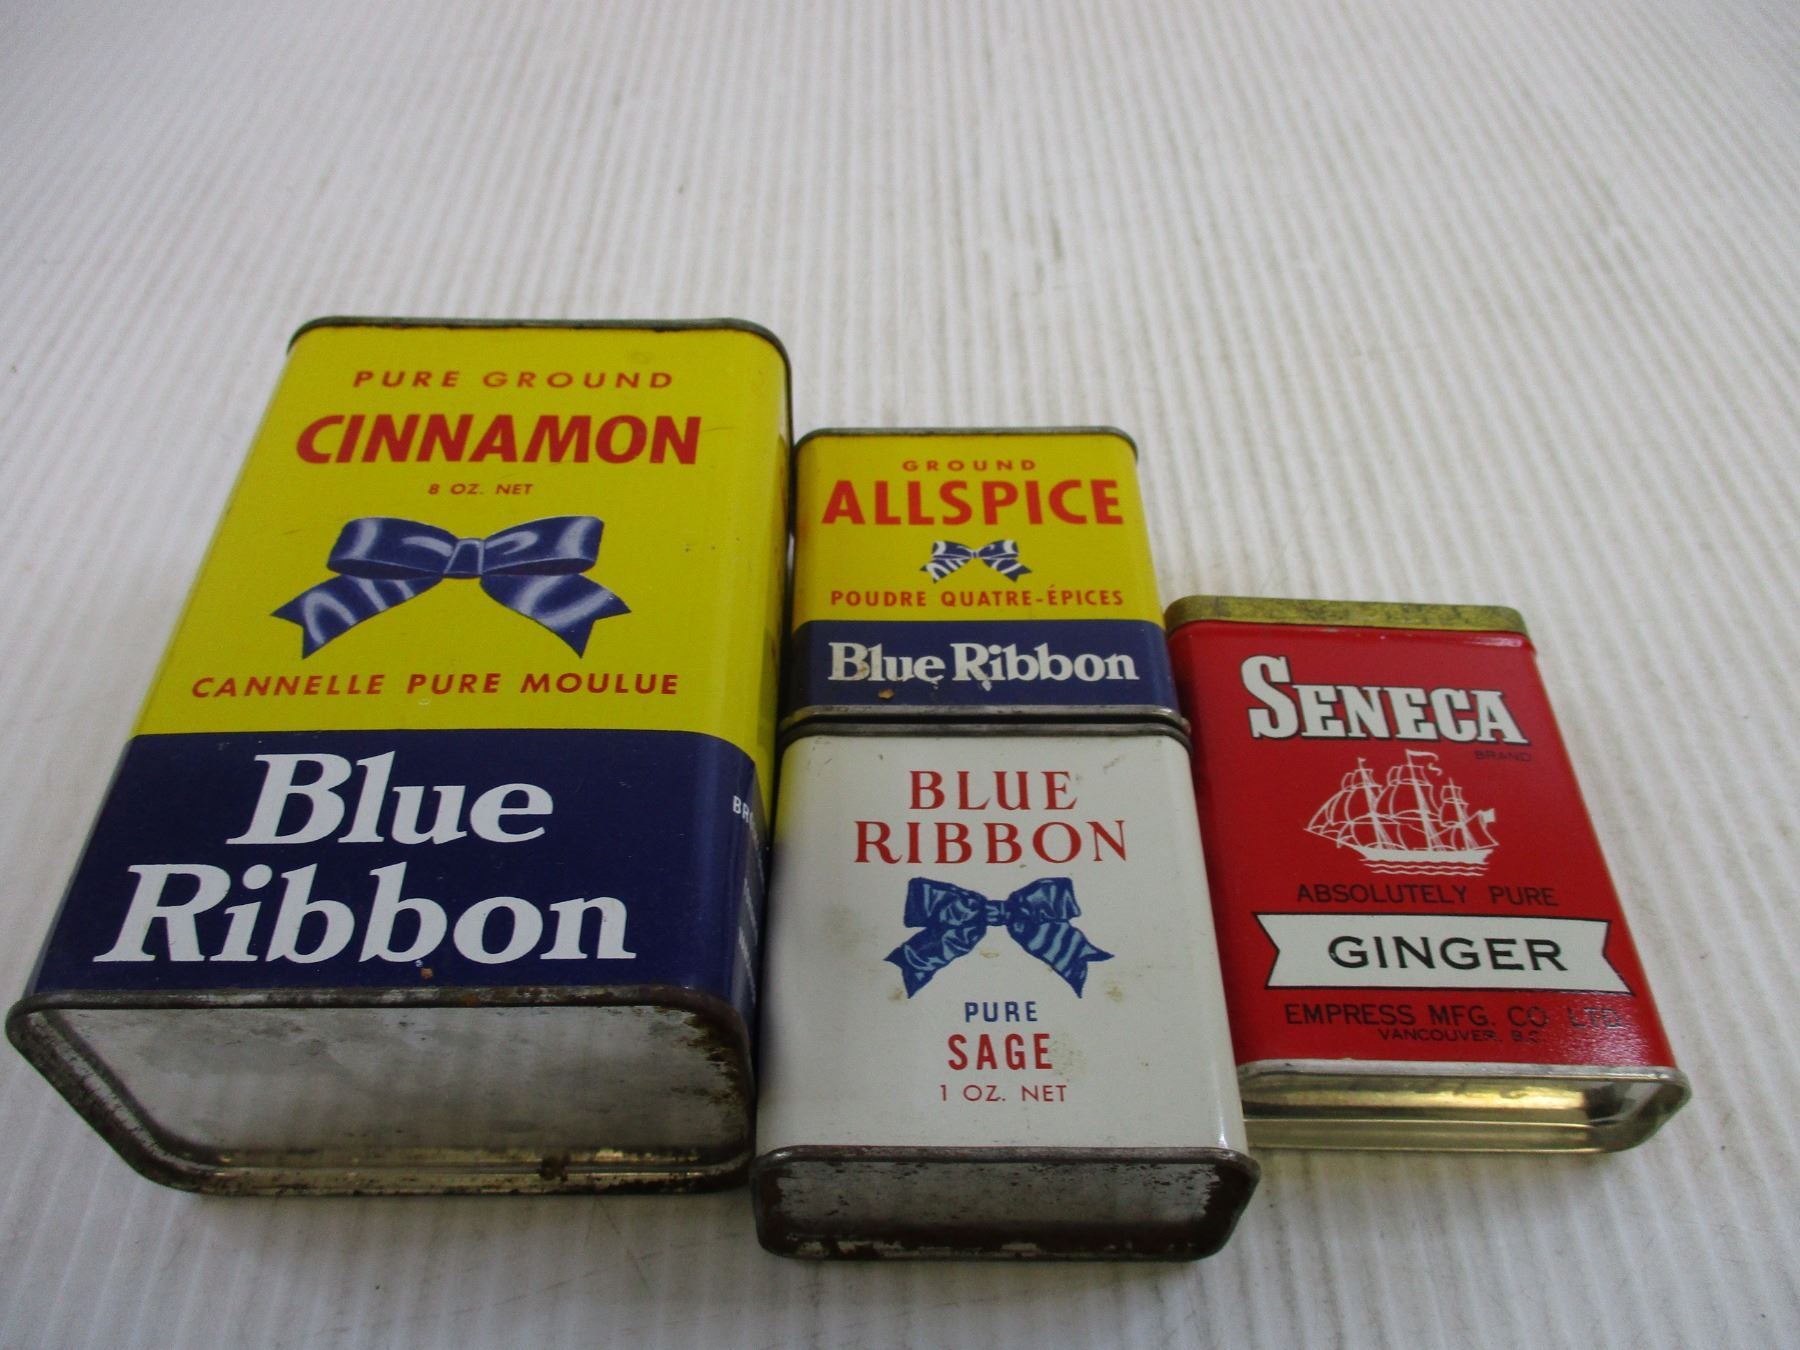 PURE GROUND
CINNAMON
8 OZ. NET
CANNELLE PURE MOULUE
Blue
Ribbon
GROUND
ALLSPICE
POUDRE QUATRE-ÉPICES
Blue Ribbon
BLUE
RIBBON
PURE
SAGE
1 OZ. NET
SENECA
BRAND
ABSOLUTELY PURE
GINGER
EMPRESS MFG. CO. LTD.
VANCOUVER, B.C.